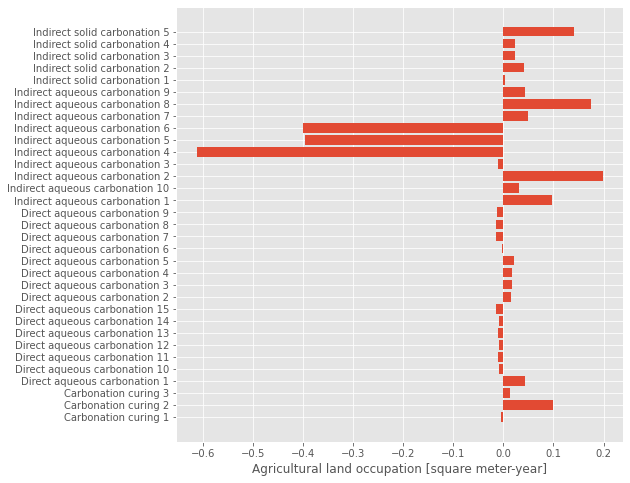 Indirect solid carbonation 5
Indirect solid carbonation 4
Indirect solid carbonation 3
Indirect solid carbonation 2
Indirect solid carbonation 1
Indirect aqueous carbonation 9
Indirect aqueous carbonation 8
Indirect aqueous carbonation 7
Indirect aqueous carbonation 6
Indirect aqueous carbonation 5
Indirect aqueous carbonation 4
Indirect aqueous carbonation 3
Indirect aqueous carbonation 2
Indirect aqueous carbonation 10
Indirect aqueous carbonation 1
Direct aqueous carbonation 9
Direct aqueous carbonation 8
Direct aqueous carbonation 7
Direct aqueous carbonation 6
Direct aqueous carbonation 5
Direct aqueous carbonation 4
Direct aqueous carbonation 3
Direct aqueous carbonation 2
Direct aqueous carbonation 15
Direct aqueous carbonation 14
Direct aqueous carbonation 13
Direct aqueous carbonation 12
Direct aqueous carbonation 11
Direct aqueous carbonation 10
Direct aqueous carbonation 1
Carbonation curing 3
Carbonation curing 2
Carbonation curing 1
−0.6 −0.5 −0.4 −0.3 −0.2 −0.1 0.0 0.1 0.2
Agricultural land occupation [square meter-year]